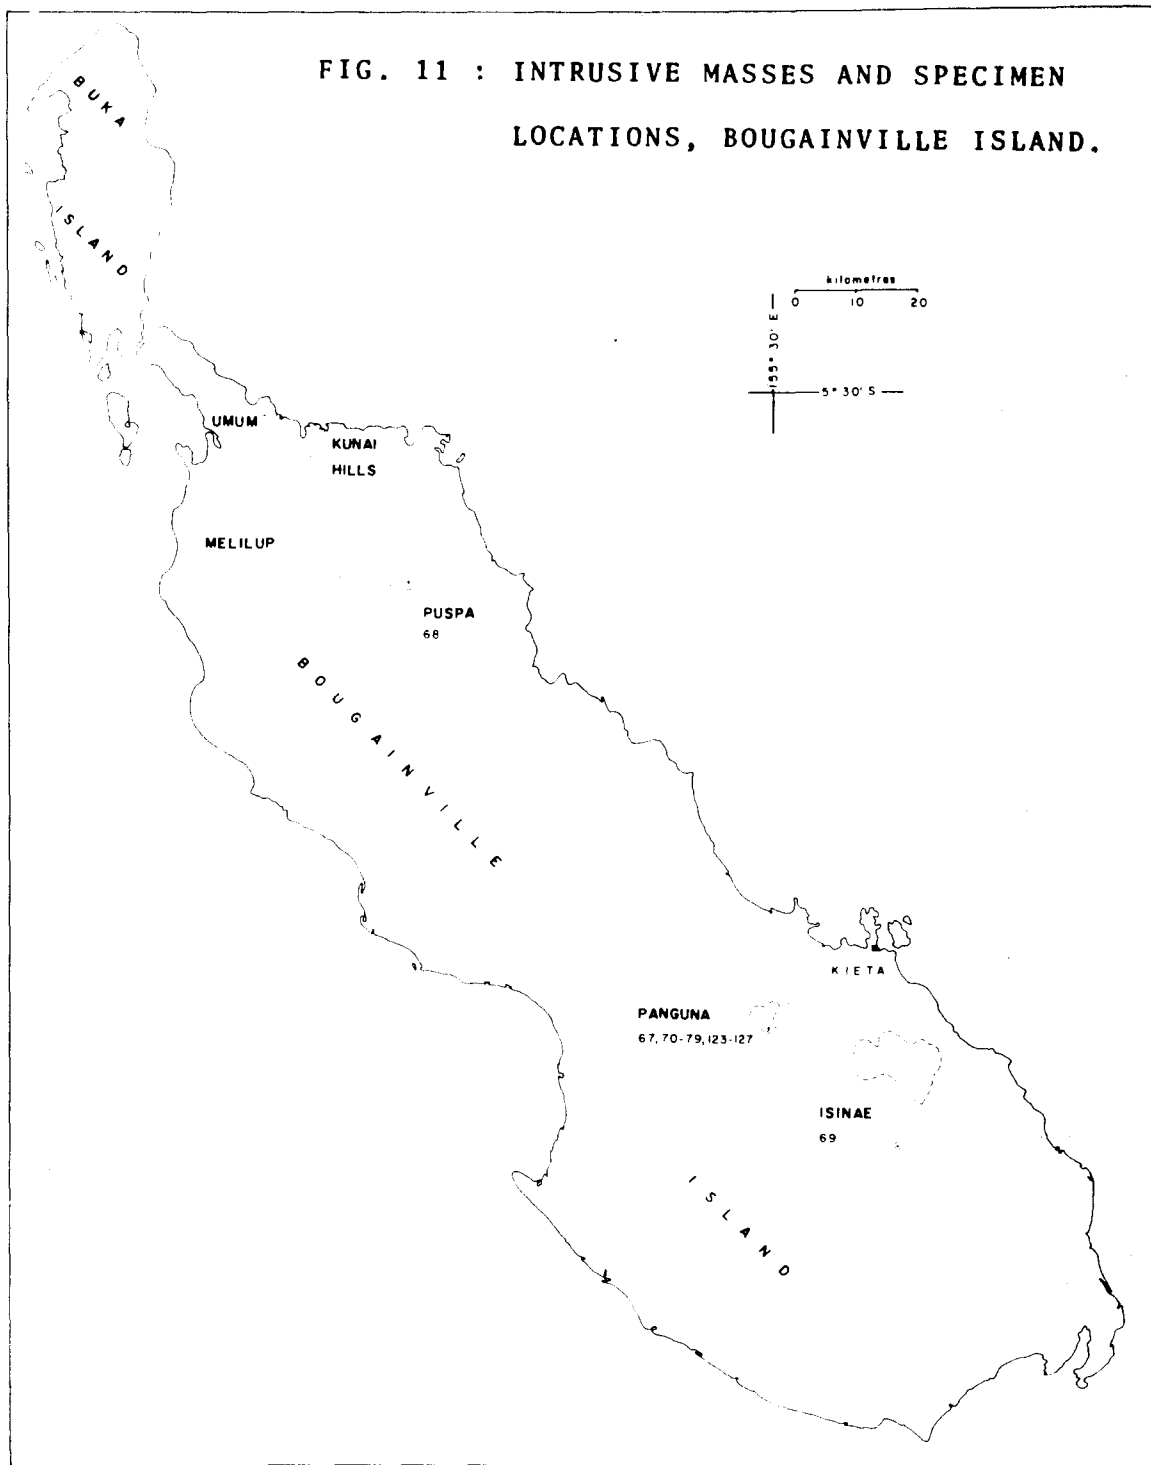 FIG. 11 : INTRUSIVE MASSES AND SPECIMEN
LOCATIONS, BOUGAINVILLE ISLAND.
BUKA
ISLAND
kilometres
0 10 20
155° 30' E
5° 30' S
UMUM
KUNAI
HILLS
MELILUP
PUSPA
68
BOUGAINVILLE
KIETA
PANGUNA
67, 70-79, 123-127
ISINAE
69
ISLAND